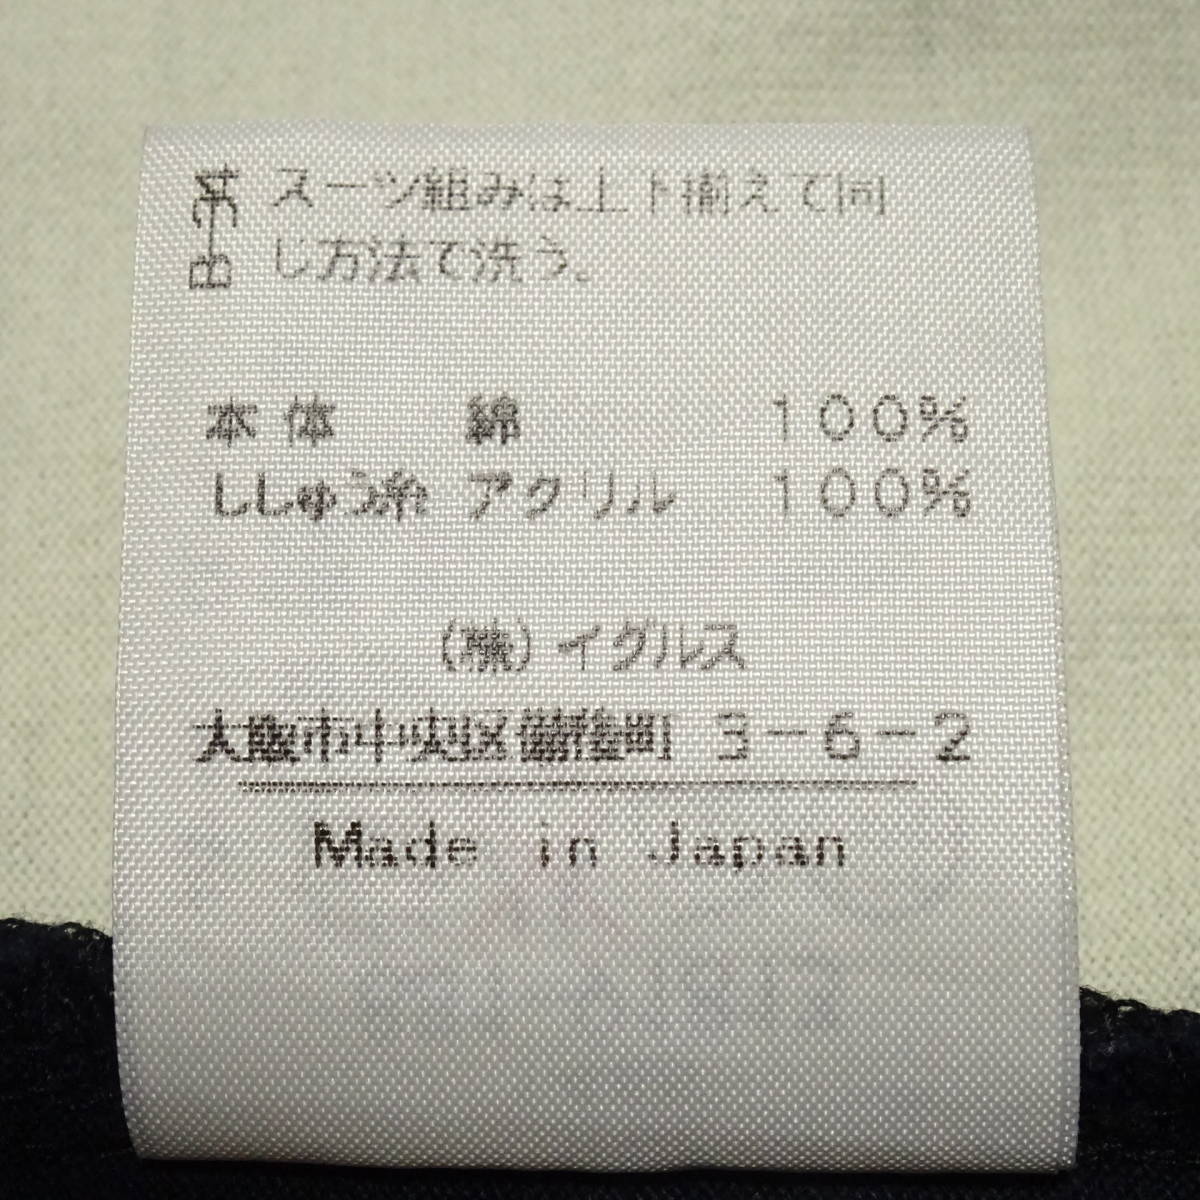 スーツ組みは上下揃えて同
じ方法で洗う。
本体 綿 100%
ししゅう糸 アクリル 100%
(株)イグルス
大阪市中央区備後町 3-6-2
Made in Japan